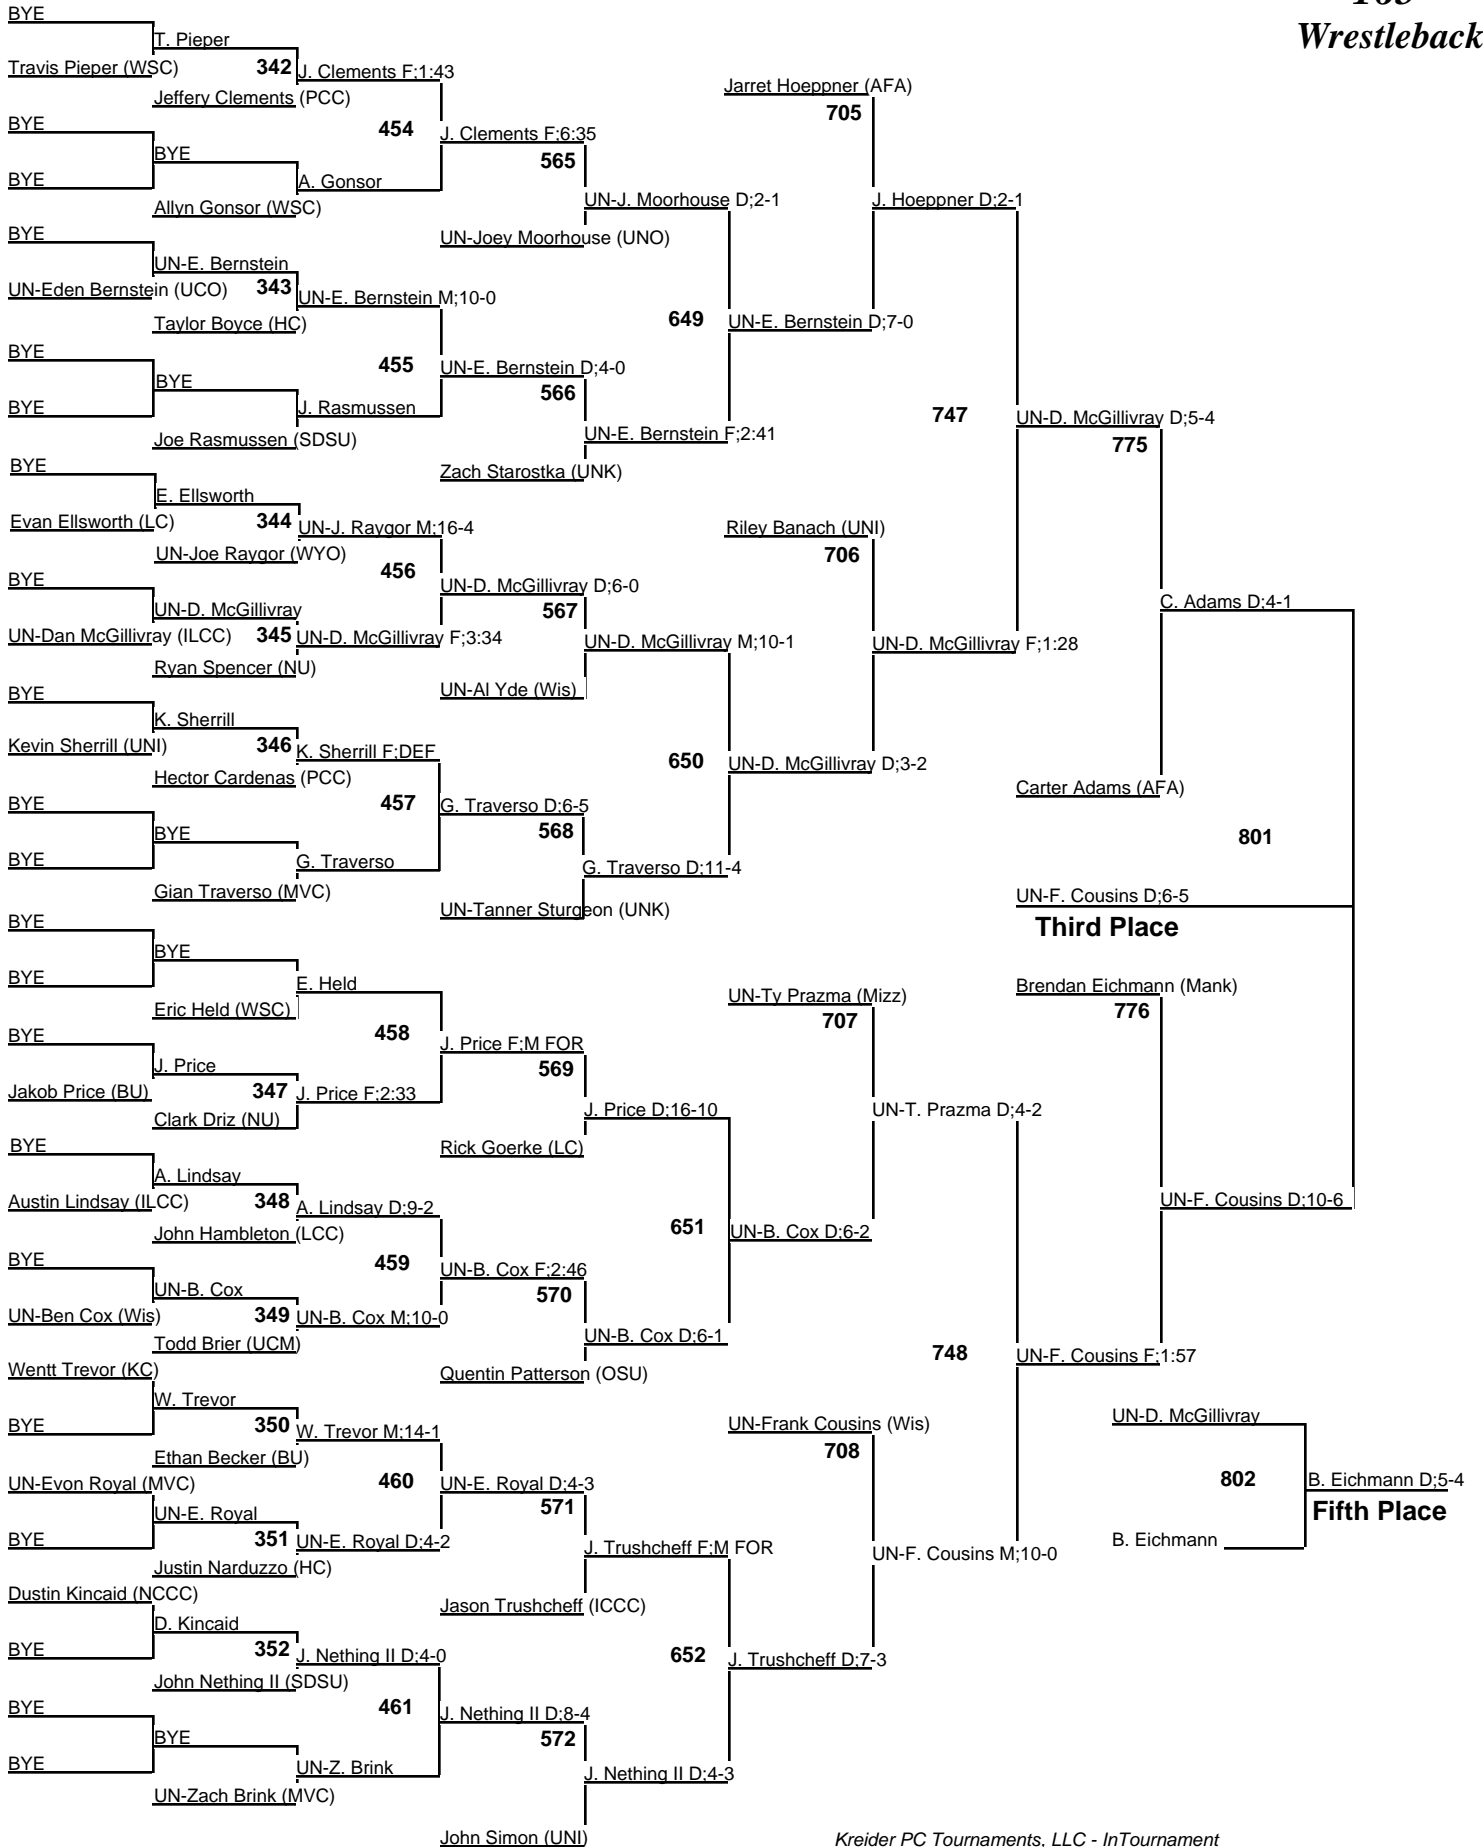 165
Wrestleback
BYE
T. Pieper
Travis Pieper (WSC)
342
J. Clements F;1:43
Jeffery Clements (PCC)
454
J. Clements F;6:35
BYE
BYE
BYE
A. Gonsor
Allyn Gonsor (WSC)
565
UN-J. Moorhouse D;2-1
UN-Joey Moorhouse (UNO)
Jarret Hoeppner (AFA)
705
J. Hoeppner D;2-1
BYE
UN-E. Bernstein
UN-Eden Bernstein (UCO)
343
UN-E. Bernstein M;10-0
Taylor Boyce (HC)
649
UN-E. Bernstein D;7-0
BYE
455
UN-E. Bernstein D;4-0
BYE
BYE
566
J. Rasmussen
Joe Rasmussen (SDSU)
UN-E. Bernstein F;2:41
Zach Starostka (UNK)
747
UN-D. McGillivray D;5-4
775
BYE
E. Ellsworth
Evan Ellsworth (LC)
344
UN-J. Raygor M;16-4
UN-Joe Raygor (WYO)
Riley Banach (UNI)
706
456
UN-D. McGillivray D;6-0
BYE
UN-D. McGillivray
567
UN-Dan McGillivray (ILCC)
345
UN-D. McGillivray F;3:34
UN-D. McGillivray M;10-1
UN-D. McGillivray F;1:28
Ryan Spencer (NU)
UN-Al Yde (Wis)
C. Adams D;4-1
BYE
K. Sherrill
Kevin Sherrill (UNI)
346
K. Sherrill F;DEF
Hector Cardenas (PCC)
650
UN-D. McGillivray D;3-2
457
G. Traverso D;6-5
BYE
BYE
BYE
568
G. Traverso
G. Traverso D;11-4
Gian Traverso (MVC)
UN-Tanner Sturgeon (UNK)
Carter Adams (AFA)
801
UN-F. Cousins D;6-5
Third Place
BYE
BYE
BYE
E. Held
Eric Held (WSC)
UN-Ty Prazma (Mizz)
707
Brendan Eichmann (Mank)
776
458
J. Price F;M FOR
BYE
J. Price
569
Jakob Price (BU)
347
J. Price F;2:33
Clark Driz (NU)
J. Price D;16-10
UN-T. Prazma D;4-2
Rick Goerke (LC)
BYE
A. Lindsay
Austin Lindsay (ILCC)
348
A. Lindsay D;9-2
John Hambleton (LCC)
651
UN-B. Cox D;6-2
UN-F. Cousins D;10-6
459
UN-B. Cox F;2:46
BYE
UN-B. Cox
570
UN-Ben Cox (Wis)
349
UN-B. Cox M;10-0
Todd Brier (UCM)
UN-B. Cox D;6-1
Quentin Patterson (OSU)
748
UN-F. Cousins F;1:57
Wentt Trevor (KC)
W. Trevor
BYE
350
W. Trevor M;14-1
Ethan Becker (BU)
UN-Frank Cousins (Wis)
708
UN-D. McGillivray
460
UN-E. Royal D;4-3
UN-Evon Royal (MVC)
UN-E. Royal
571
802
B. Eichmann D;5-4
Fifth Place
BYE
351
UN-E. Royal D;4-2
Justin Narduzzo (HC)
J. Trushcheff F;M FOR
UN-F. Cousins M;10-0
B. Eichmann
Dustin Kincaid (NCCC)
Jason Trushcheff (ICCC)
D. Kincaid
BYE
352
J. Nething II D;4-0
John Nething II (SDSU)
652
J. Trushcheff D;7-3
461
J. Nething II D;8-4
BYE
BYE
BYE
572
UN-Z. Brink
J. Nething II D;4-3
UN-Zach Brink (MVC)
John Simon (UNI)
Kreider PC Tournaments, LLC - InTournament